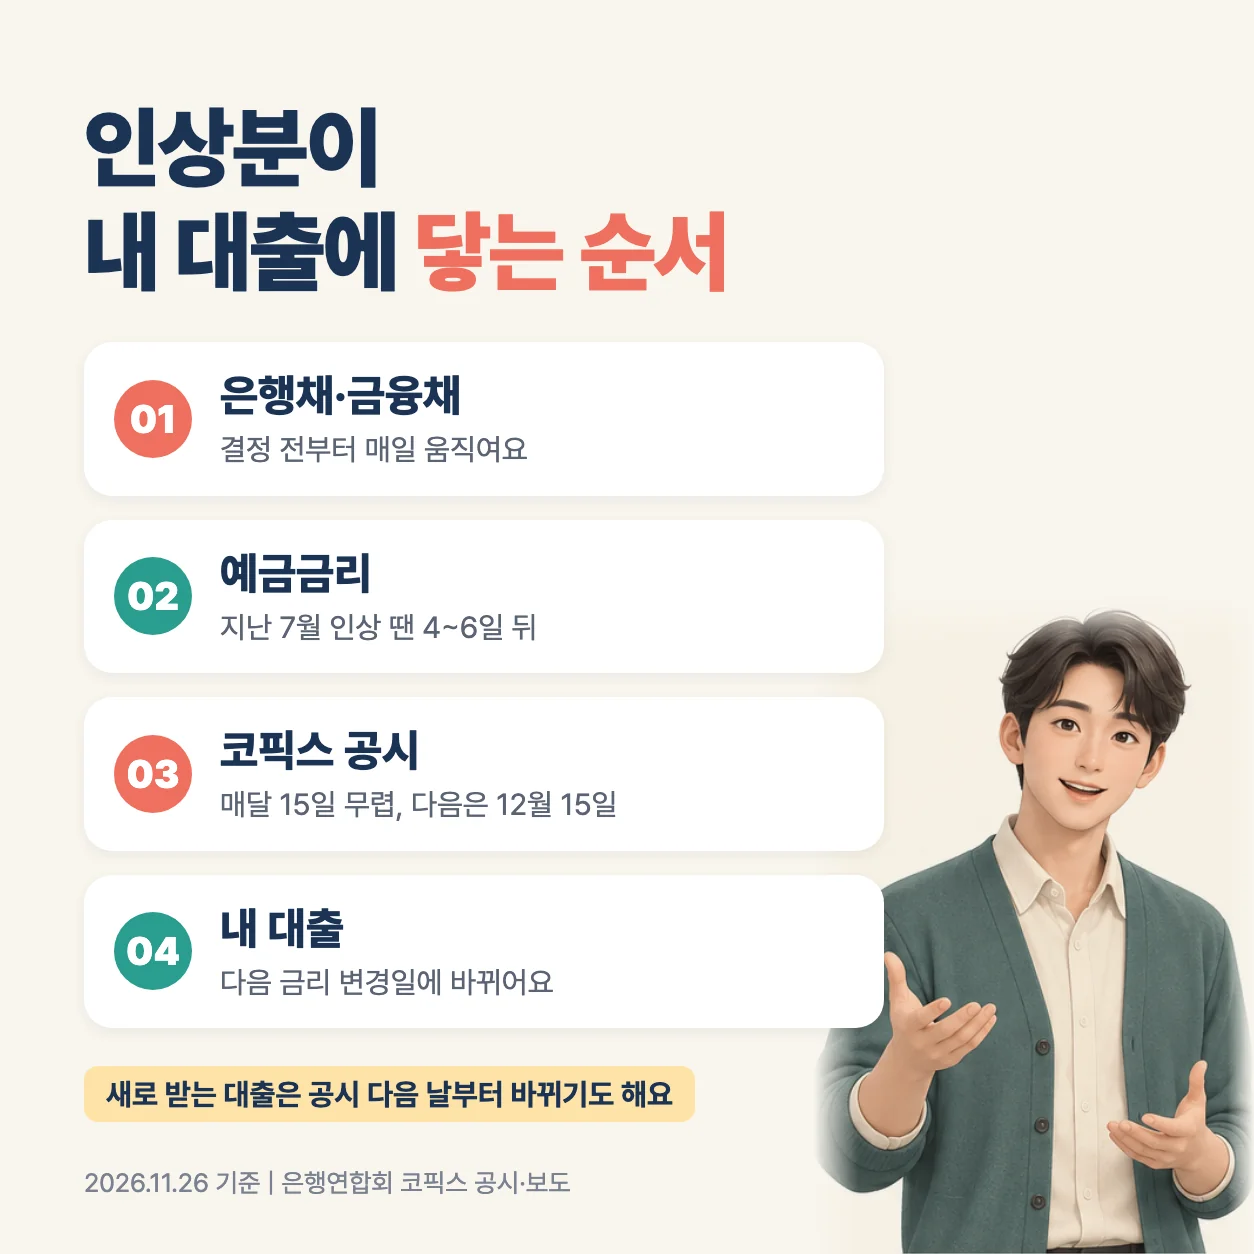 인상분이
내 대출에 닿는 순서
01
은행채·금융채
결정 전부터 매일 움직여요
02
예금금리
지난 7월 인상 땐 4~6일 뒤
03
코픽스 공시
매달 15일 무렵, 다음은 12월 15일
04
내 대출
다음 금리 변경일에 바뀌어요
새로 받는 대출은 공시 다음 날부터 바뀌기도 해요
2026.11.26 기준 | 은행연합회 코픽스 공시·보도